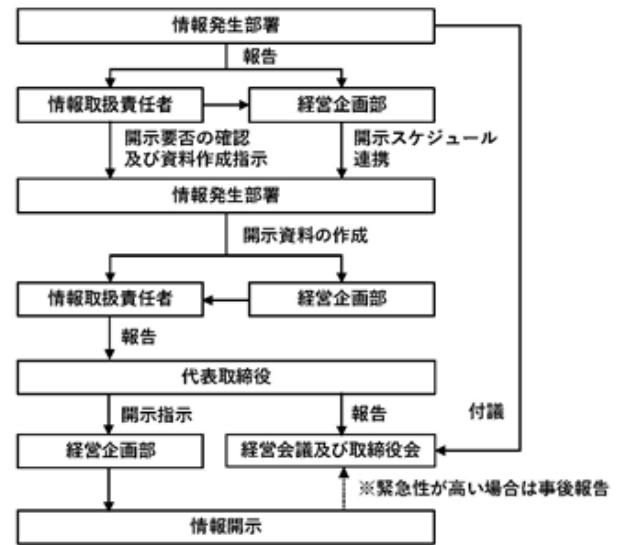 情報発生部署
報告
情報取扱責任者
経営企画部
開示要否の確認
及び資料作成指示
開示スケジュール
連携
情報発生部署
開示資料の作成
情報取扱責任者
経営企画部
報告
代表取締役
開示指示
報告
付議
経営企画部
経営会議及び取締役会
※緊急性が高い場合は事後報告
情報開示